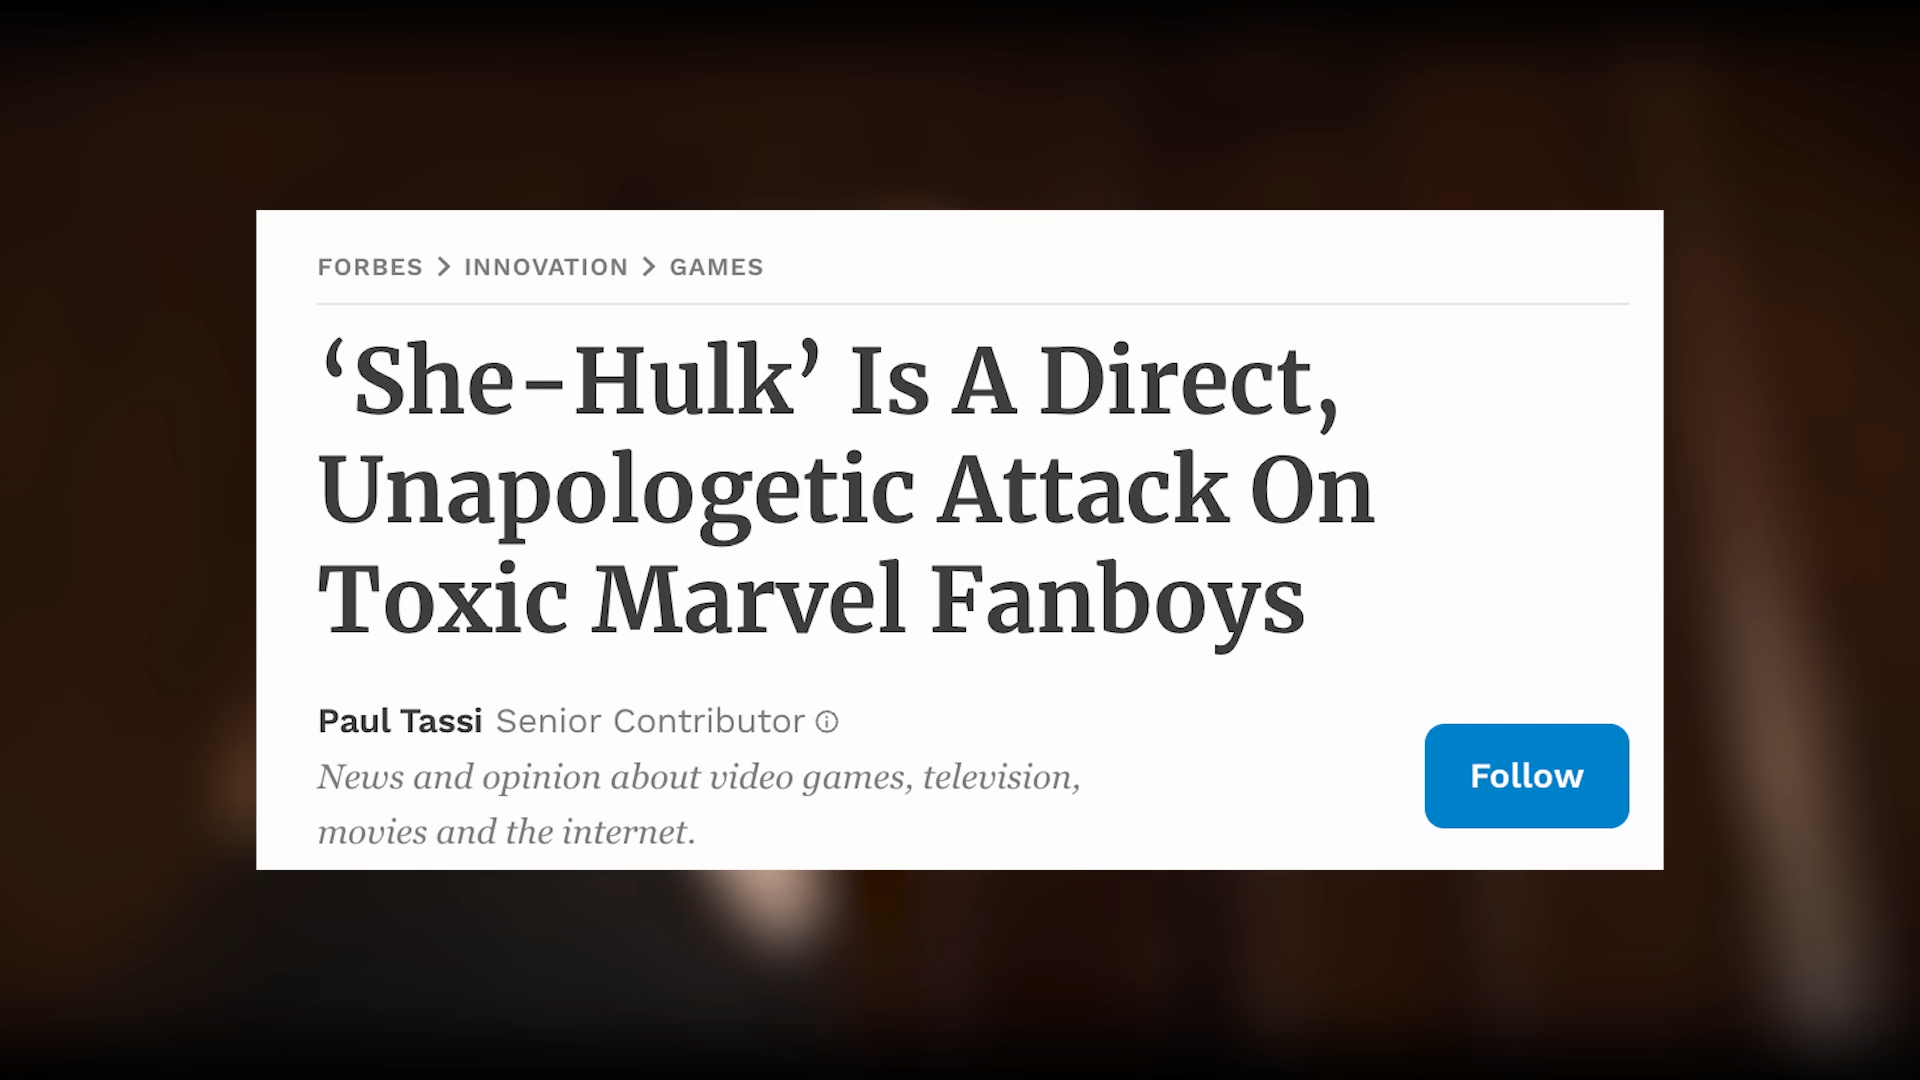 FORBES > INNOVATION > GAMES
‘She-Hulk’ Is A Direct,
Unapologetic Attack On
Toxic Marvel Fanboys
Paul Tassi Senior Contributor
News and opinion about video games, television,
movies and the internet.
Follow